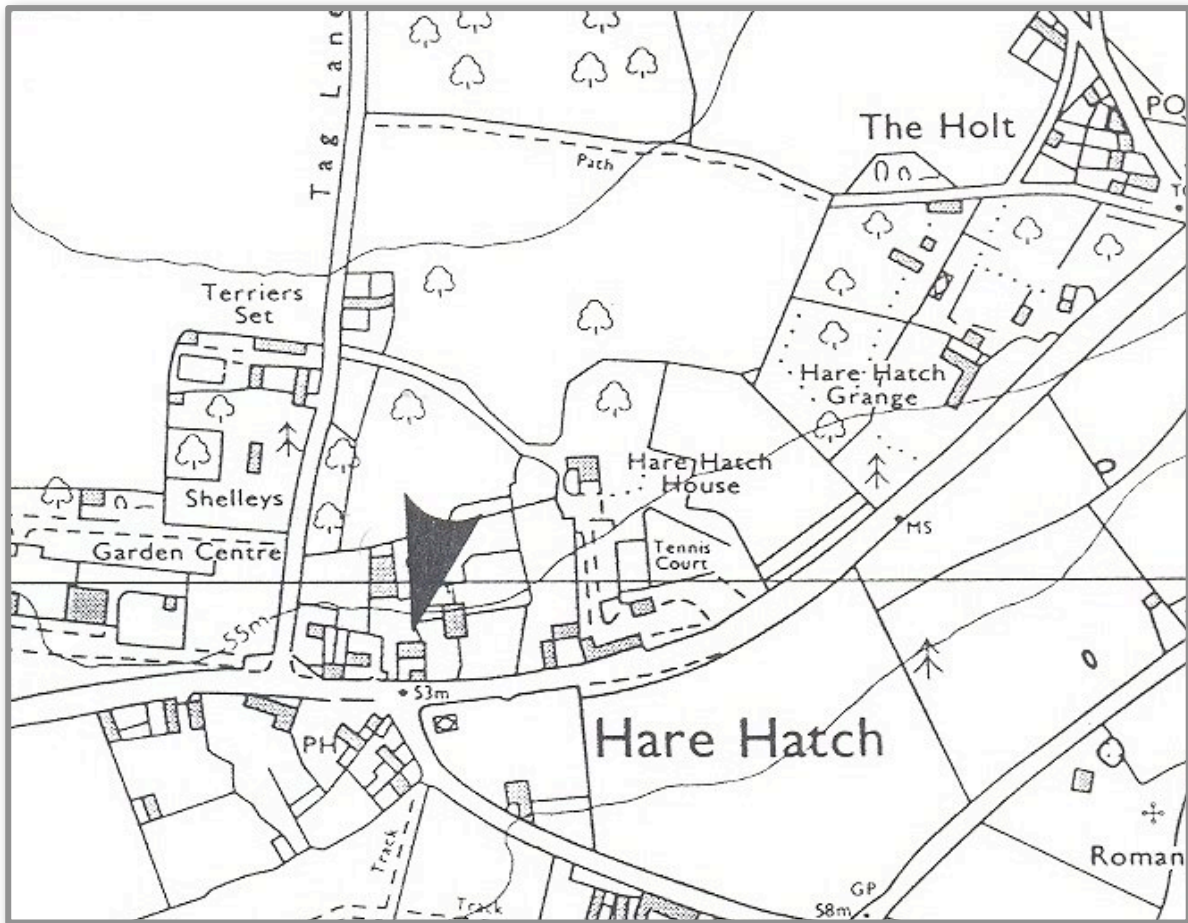 Tag Lane
PO
The Holt
Path
Terriers
Set
Hare Hatch
Grange
Hare Hatch
House
Shelleys
MS
Garden Centre
Tennis
Court
55m
53m
Hare Hatch
PH
Track
Track
Roman
GP
58m